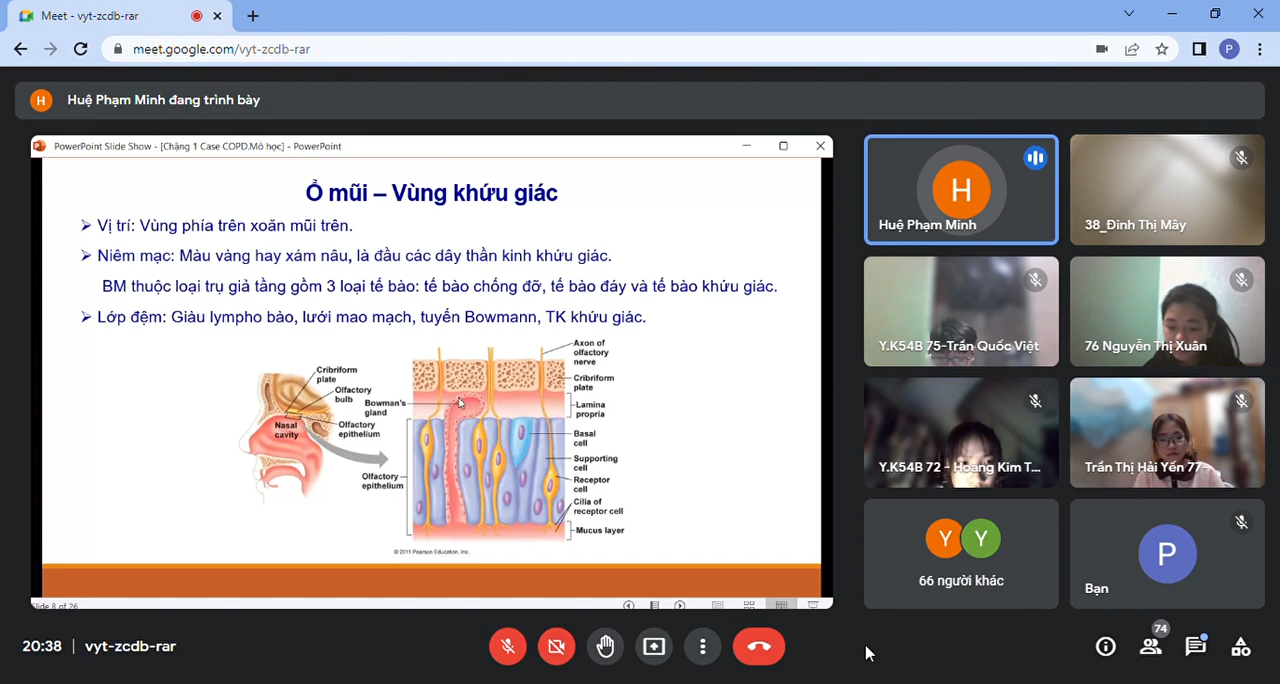 Meet - vyt-zcdb-rar
meet.google.com/vyt-zcdb-rar
P
H
Huệ Phạm Minh đang trình bày
PowerPoint Slide Show - [Chặng 1 Case COPD.Mô học] - PowerPoint
Ổ mũi – Vùng khứu giác
➢ Vị trí: Vùng phía trên xoăn mũi trên.
➢ Niêm mạc: Màu vàng hay xám nâu, là đầu các dây thần kinh khứu giác.
BM thuộc loại trụ giả tầng gồm 3 loại tế bào: tế bào chống đỡ, tế bào đáy và tế bào khứu giác.
➢ Lớp đệm: Giàu lympho bào, lưới mao mạch, tuyến Bowmann, TK khứu giác.
Cribriform
plate
Olfactory
bulb
Nasal
cavity
Olfactory
epithelium
Bowman's
gland
Olfactory
epithelium
Axon of
olfactory
nerve
Cribriform
plate
Lamina
propria
Basal
cell
Supporting
cell
Receptor
cell
Cilia of
receptor cell
Mucus layer
© 2011 Pearson Education, Inc.
Slide 8 of 26
H
Huệ Phạm Minh
38_Đinh Thị Mây
Y.K54B 75-Trần Quốc Việt
76 Nguyễn Thị Xuân
Y.K54B 72 - Hoàng Kim T...
Trần Thị Hải Yến 77-
Y Y
66 người khác
P
Bạn
20:38 | vyt-zcdb-rar
74